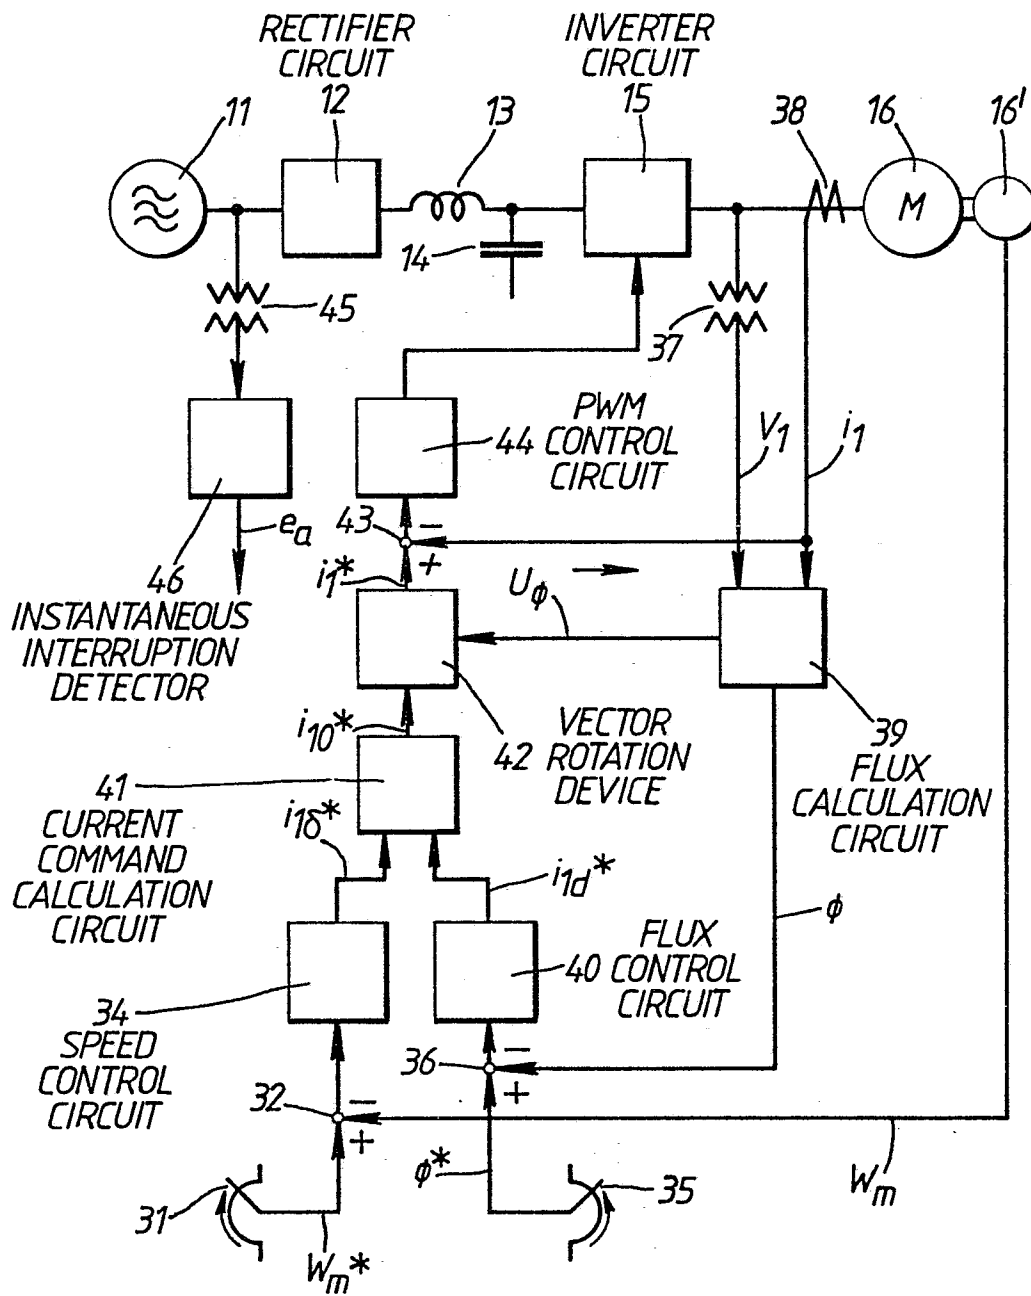 RECTIFIER
CIRCUIT
12
INVERTER
CIRCUIT
15
11
13
38
16
16'
M
14
45
37
PWM
44 CONTROL
CIRCUIT
V1
i1
43
−
+
ea
46
INSTANTANEOUS
INTERRUPTION
DETECTOR
i1*
Uϕ
i10*
42 VECTOR
ROTATION
DEVICE
39
FLUX
CALCULATION
CIRCUIT
41
CURRENT
COMMAND
CALCULATION
CIRCUIT
i1δ*
i1d*
ϕ
FLUX
40 CONTROL
CIRCUIT
34
SPEED
CONTROL
CIRCUIT
36
−
+
32
−
+
ϕ*
Wm
31
35
Wm*